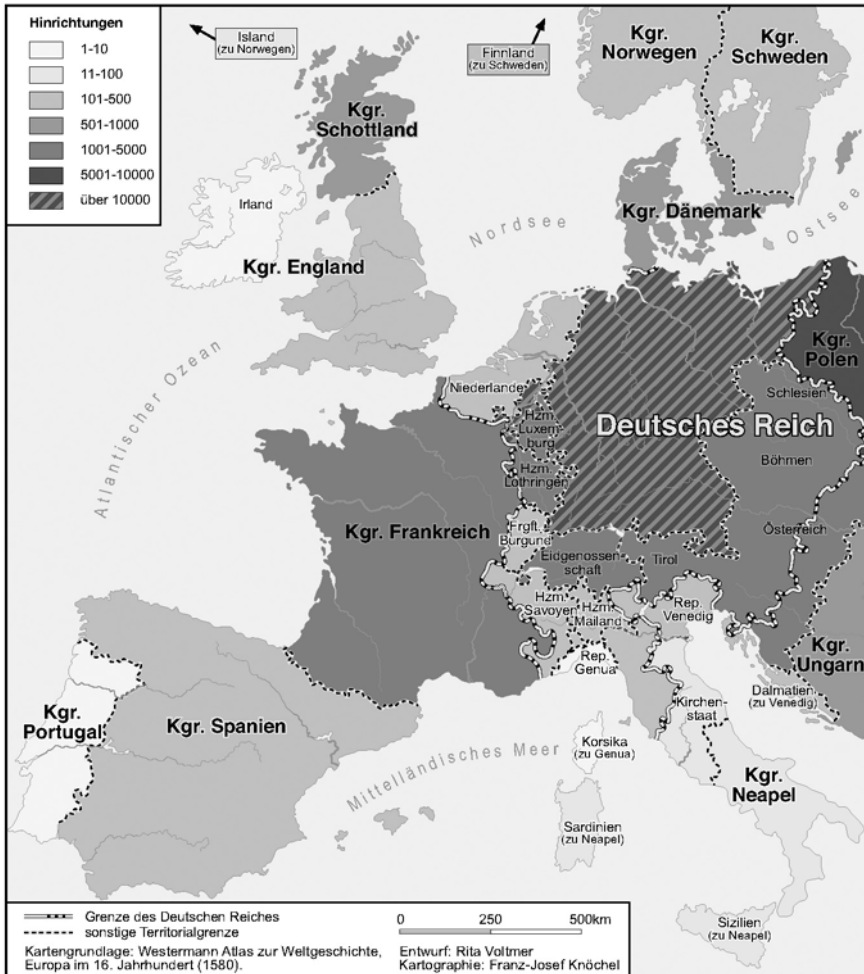 Hinrichtungen
1-10
11-100
101-500
501-1000
1001-5000
5001-10000
über 10000
Island
(zu Norwegen)
Finnland
(zu Schweden)
Kgr.
Norwegen
Kgr.
Schweden
Kgr.
Schottland
Irland
Nordsee
Kgr. Dänemark
Ostsee
Kgr. England
Atlantischer Ozean
Kgr.
Polen
Niederlande
Schlesien
Hzm.
Luxem-
burg
Deutsches Reich
Böhmen
Hzm.
Lothringen
Kgr. Frankreich
Frgft.
Burgund
Österreich
Eidgenossen-
schaft
Tirol
Hzm.
Savoyen
Hzm.
Mailand
Rep.
Venedig
Kgr.
Ungarn
Rep.
Genua
Dalmatien
(zu Venedig)
Kirchen-
staat
Kgr.
Portugal
Kgr. Spanien
Mittelländisches Meer
Korsika
(zu Genua)
Kgr.
Neapel
Sardinien
(zu Neapel)
Sizilien
(zu Neapel)
Grenze des Deutschen Reiches
sonstige Territorialgrenze
0 250 500km
Kartengrundlage: Westermann Atlas zur Weltgeschichte,
Europa im 16. Jahrhundert (1580).
Entwurf: Rita Voltmer
Kartographie: Franz-Josef Knöchel